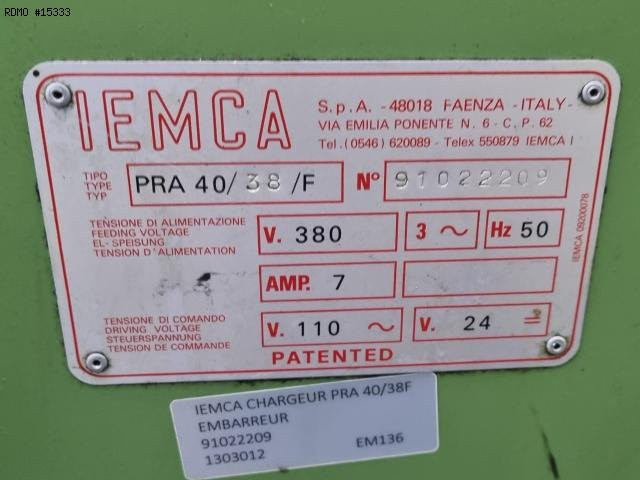 RDMO #15333
IEMCA
S.p.A. - 48018 FAENZA - ITALY -
VIA EMILIA PONENTE N. 6 - C.P. 62
Tel. (0546) 620089 - Telex 550879 IEMCA I
TIPO
TYPE
TYP
PRA 40/38/F
N° 91022209
TENSIONE DI ALIMENTAZIONE
FEEDING VOLTAGE
EL.-SPEISUNG
TENSION D'ALIMENTATION
V. 380
3 ~
Hz 50
AMP. 7
TENSIONE DI COMANDO
DRIVING VOLTAGE
STEUERSPANNUNG
TENSION DE COMMANDE
V. 110 ~
V. 24 =
PATENTED
IEMCA 09200078
IEMCA CHARGEUR PRA 40/38F
EMBARREUR
91022209
1303012 EM136